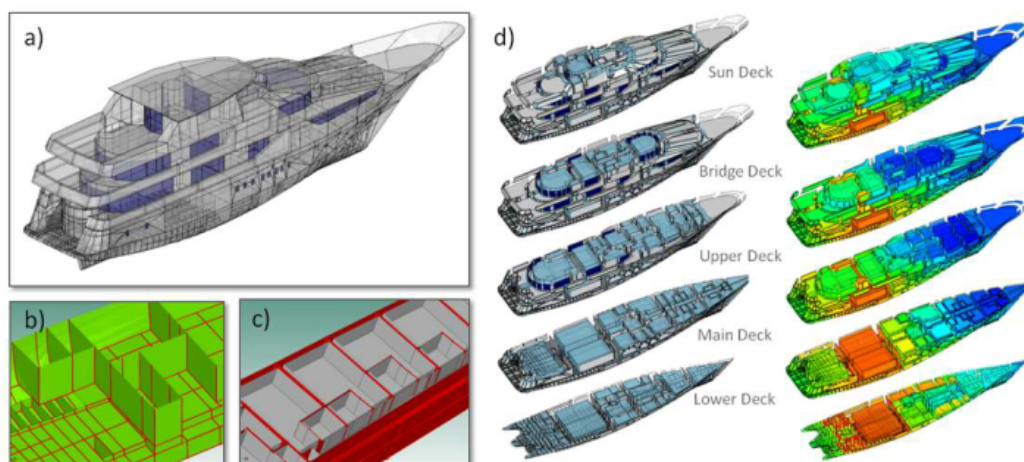 a)
d)
Sun Deck
Bridge Deck
Upper Deck
b)
c)
Main Deck
Lower Deck